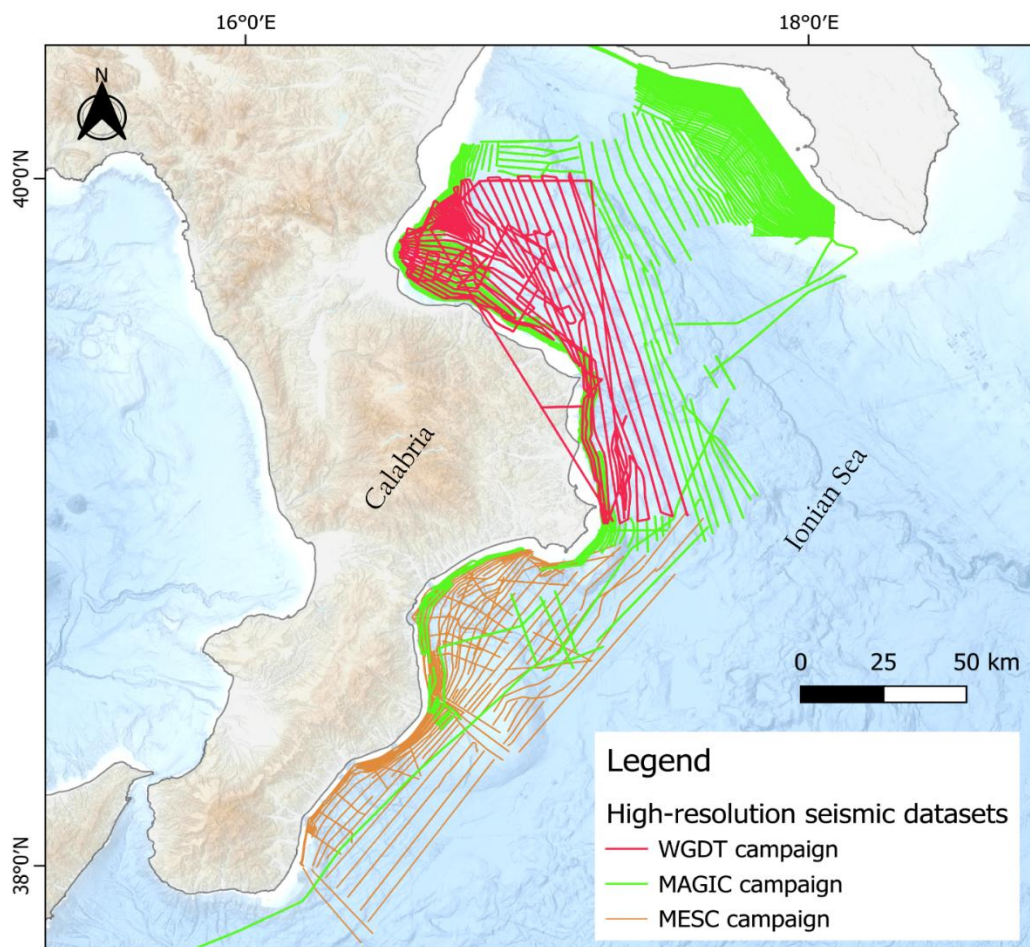 16°0′E
18°0′E
N
40°0′N
Calabria
Ionian Sea
0 25 50 km
38°0′N
Legend
High-resolution seismic datasets
WGDT campaign
MAGIC campaign
MESC campaign